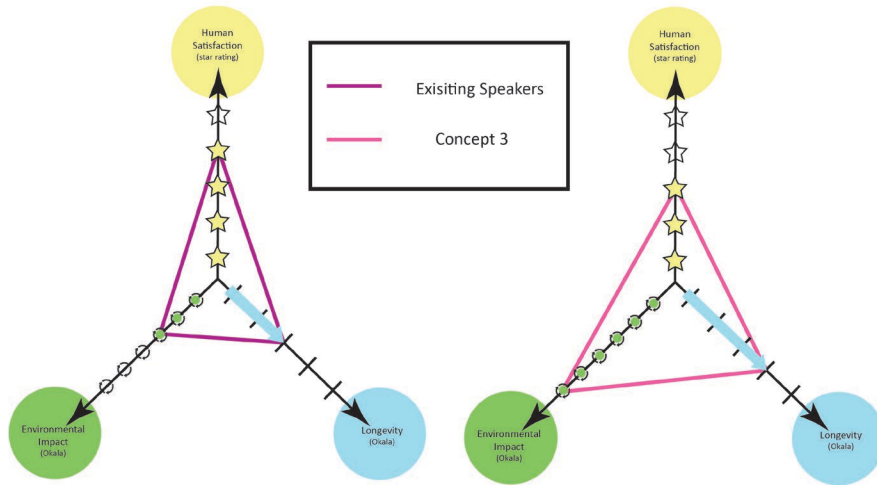 Human
Satisfaction
(star rating)
Exisiting Speakers
Concept 3
Environmental
Impact
(Okala)
Longevity
(Okala)
Human
Satisfaction
(star rating)
Environmental
Impact
(Okala)
Longevity
(Okala)